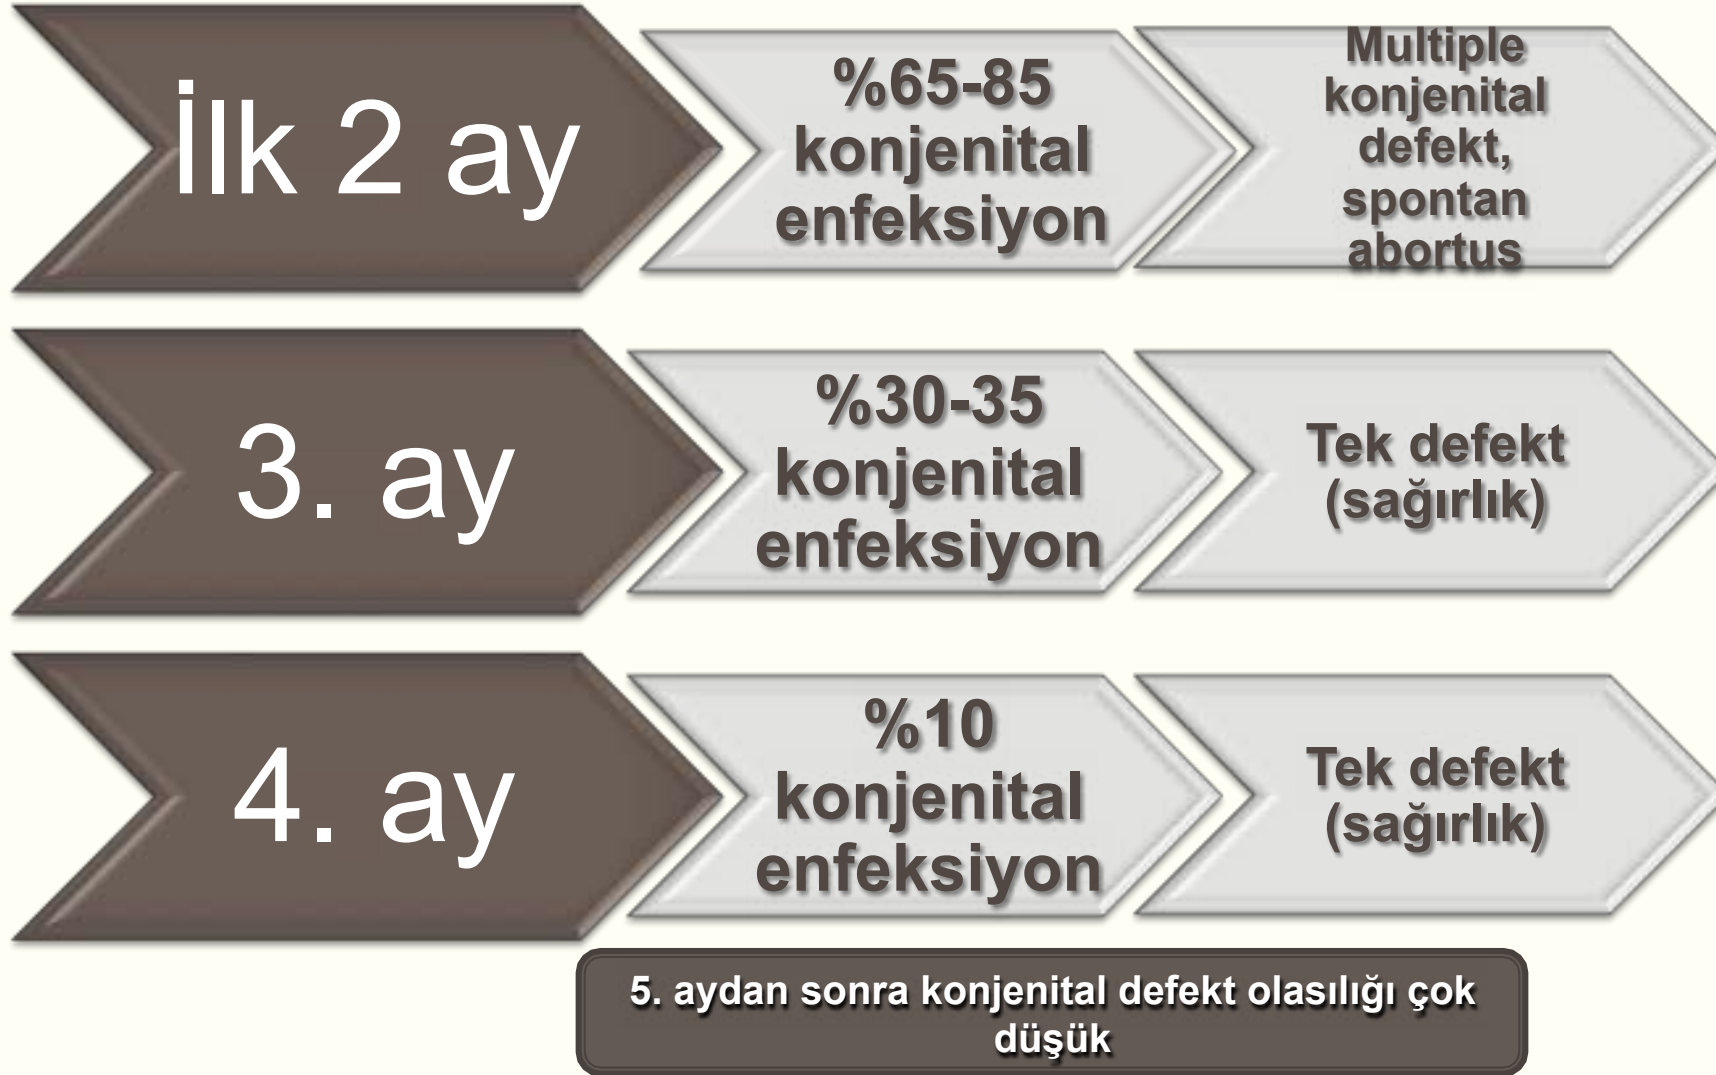 İlk 2 ay
%65-85
konjenital
enfeksiyon
Multiple
konjenital
defekt,
spontan
abortus
3. ay
%30-35
konjenital
enfeksiyon
Tek defekt
(sağırlık)
4. ay
%10
konjenital
enfeksiyon
Tek defekt
(sağırlık)
5. aydan sonra konjenital defekt olasılığı çok
düşük